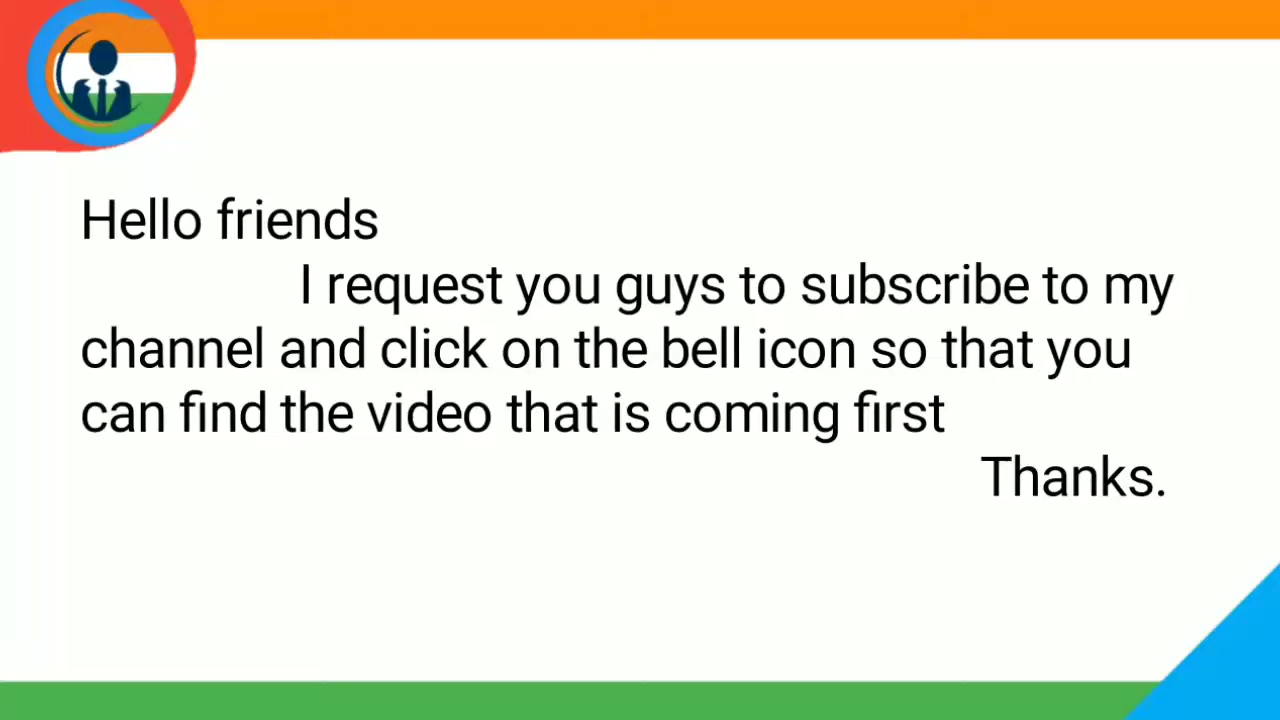 Hello friends
I request you guys to subscribe to my
channel and click on the bell icon so that you
can find the video that is coming first
Thanks.